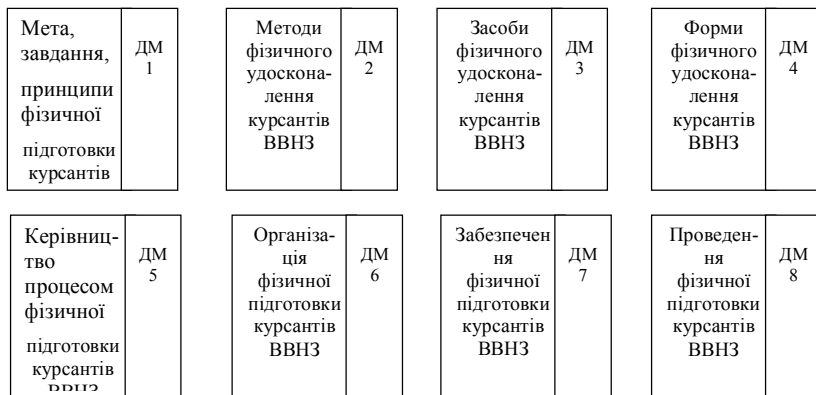 Мета,
завдання,
принципи
фізичної
підготовки
курсантів
ДМ
1
Методи
фізичного
удоскона-
лення
курсантів
ВВНЗ
ДМ
2
Засоби
фізичного
удоскона-
лення
курсантів
ВВНЗ
ДМ
3
Форми
фізичного
удоскона-
лення
курсантів
ВВНЗ
ДМ
4
Керівниц-
тво
процесом
фізичної
підготовки
курсантів
ВВНЗ
ДМ
5
Організа-
ція
фізичної
підготовки
курсантів
ВВНЗ
ДМ
6
Забезпечен
ня
фізичної
підготовки
курсантів
ВВНЗ
ДМ
7
Проведен-
ня
фізичної
підготовки
курсантів
ВВНЗ
ДМ
8